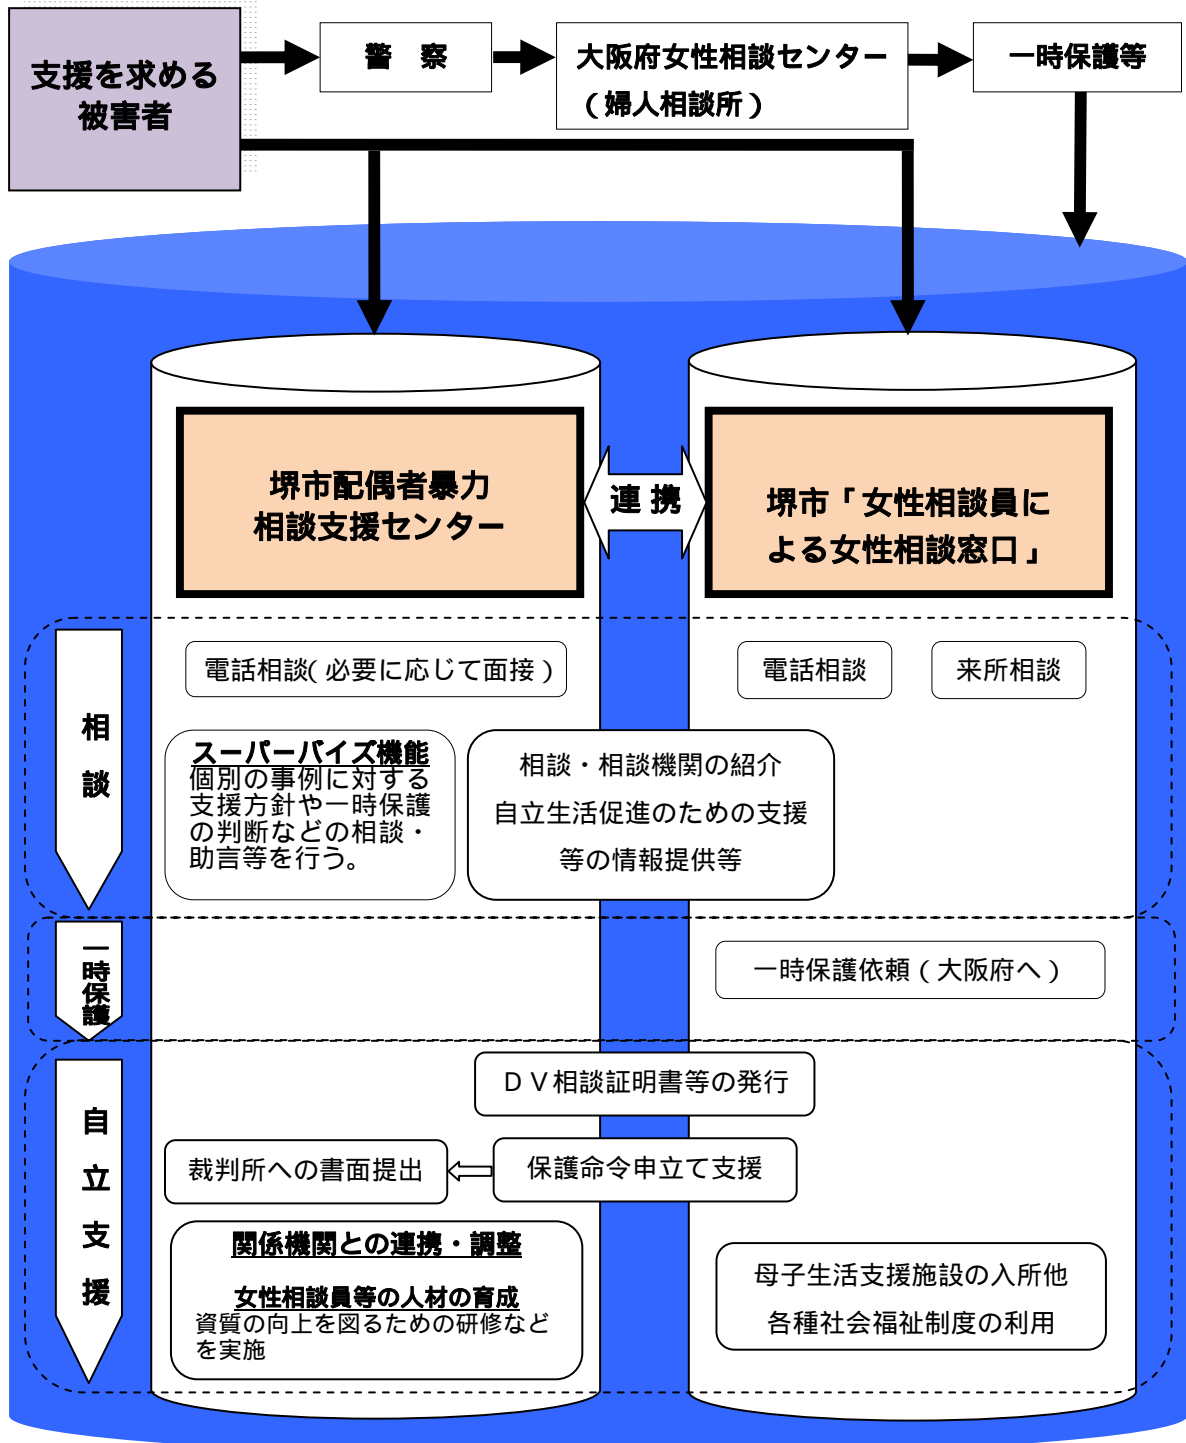 支援を求める
被害者
警　察
大阪府女性相談センター
（婦人相談所）
一時保護等
堺市配偶者暴力
相談支援センター
連 携
堺市「女性相談員に
よる女性相談窓口」
相談
電話相談（必要に応じて面接）
電話相談
来所相談
スーパーバイズ機能
個別の事例に対する
支援方針や一時保護
の判断などの相談・
助言等を行う。
相談・相談機関の紹介
自立生活促進のための支援
等の情報提供等
一時保護
一時保護依頼（大阪府へ）
自立支援
ＤＶ相談証明書等の発行
裁判所への書面提出
保護命令申立て支援
関係機関との連携・調整
女性相談員等の人材の育成
資質の向上を図るための研修など
を実施
母子生活支援施設の入所他
各種社会福祉制度の利用